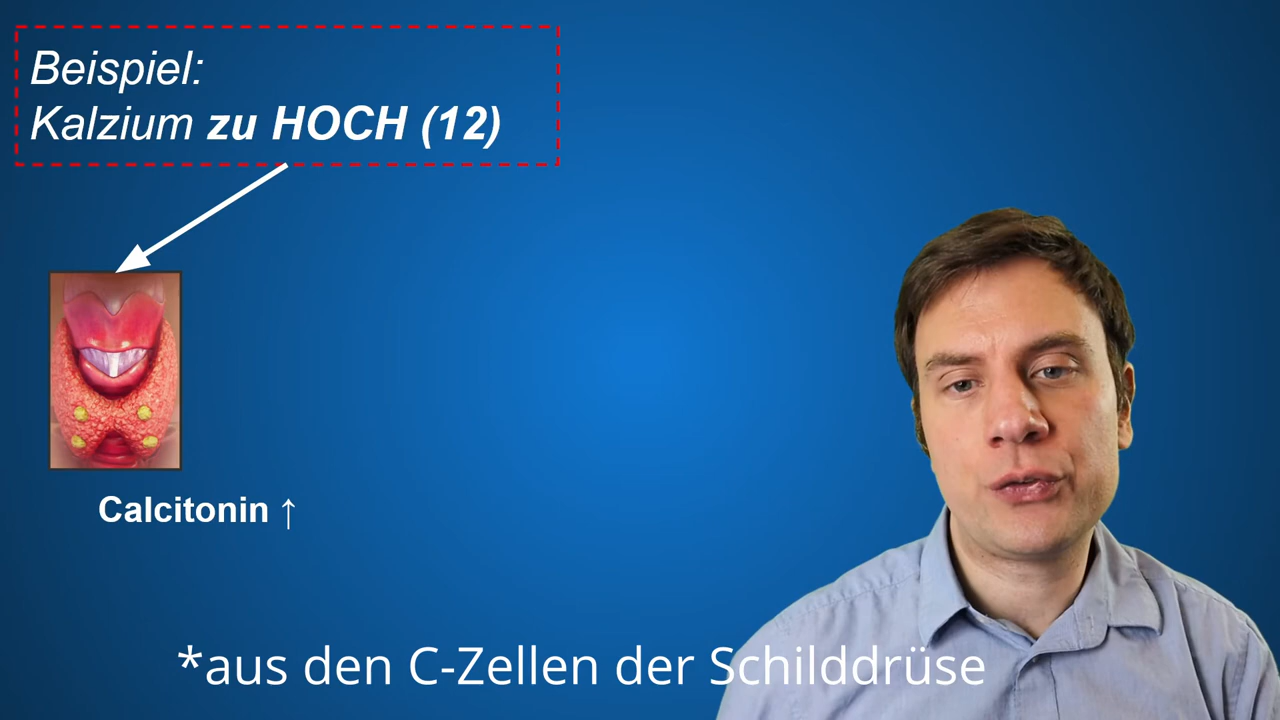 Beispiel:
Kalzium zu HOCH (12)
Calcitonin ↑
*aus den C-Zellen der Schilddrüse